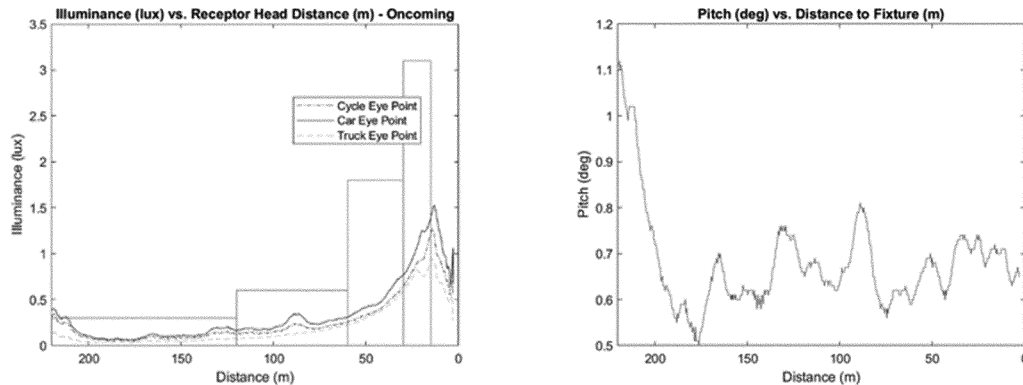 Illuminance (lux) vs. Receptor Head Distance (m) - Oncoming
3.5
3
2.5
2
1.5
1
0.5
0
Illuminance (lux)
Cycle Eye Point
Car Eye Point
Truck Eye Point
200 150 100 50 0
Distance (m)
Pitch (deg) vs. Distance to Fixture (m)
1.2
1.1
1
0.9
0.8
0.7
0.6
0.5
Pitch (deg)
200 150 100 50 0
Distance (m)